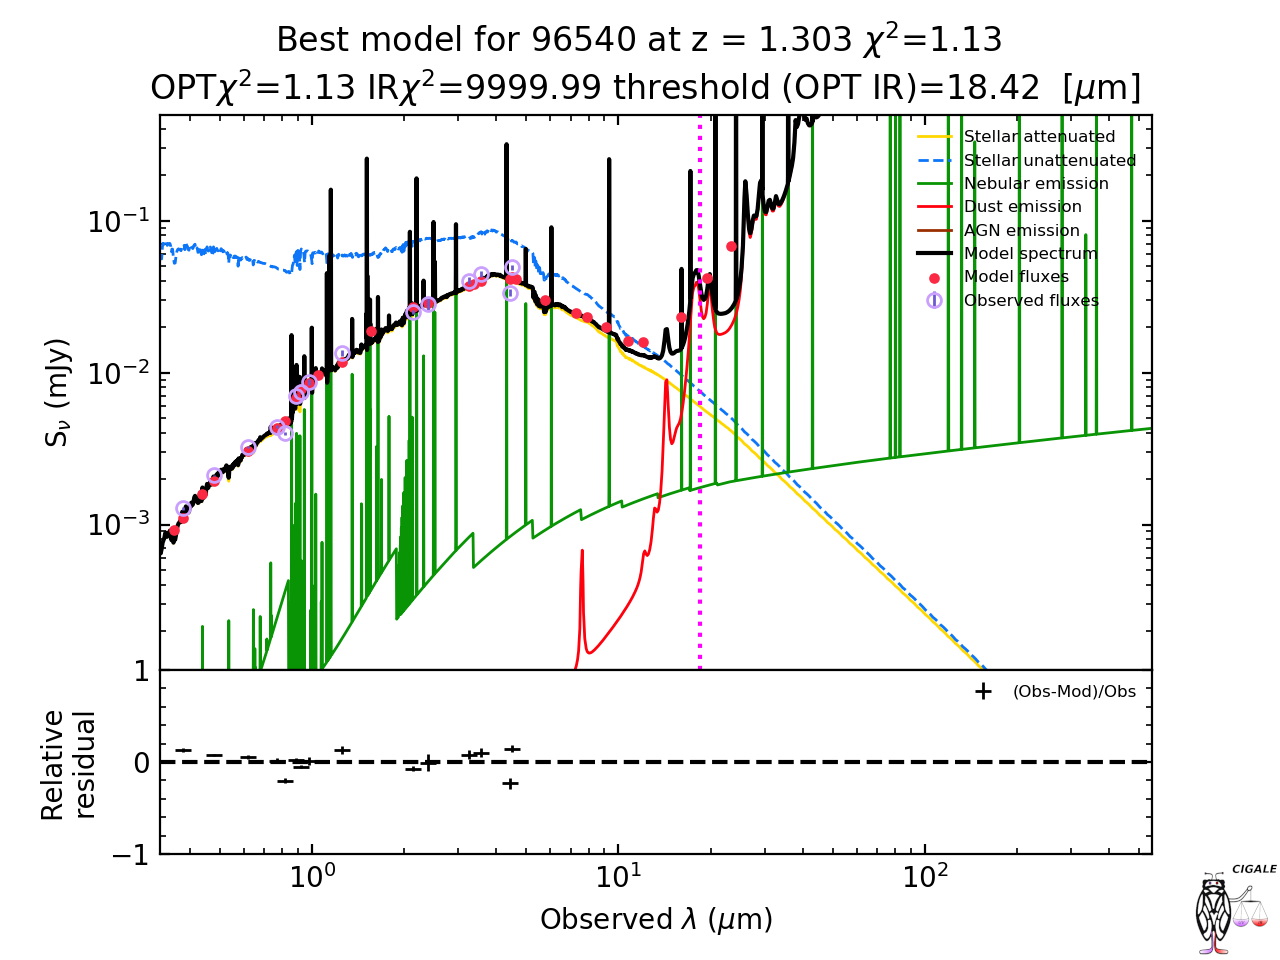 Best model for 96540 at z = 1.303 χ²=1.13
OPTχ²=1.13 IRχ²=9999.99 threshold (OPT IR)=18.42  [μm]
Stellar attenuated
Stellar unattenuated
Nebular emission
Dust emission
AGN emission
Model spectrum
Model fluxes
Observed fluxes
10⁻¹
10⁻²
10⁻³
S_ν (mJy)
1
0
−1
Relative
residual
(Obs-Mod)/Obs
10⁰
10¹
10²
Observed λ (μm)
CIGALE